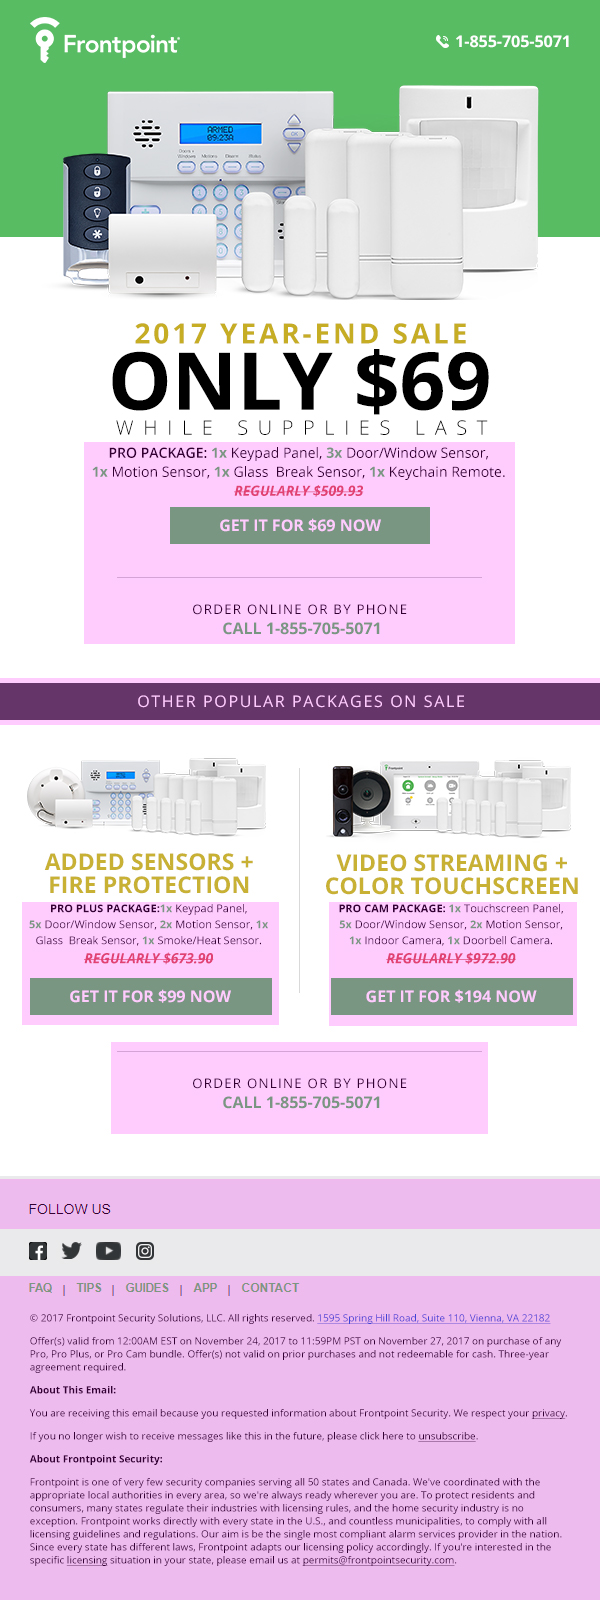 Frontpoint
1-855-705-5071
ARMED
09:23A
2017 YEAR-END SALE
ONLY $69
WHILE SUPPLIES LAST
PRO PACKAGE: 1x Keypad Panel, 3x Door/Window Sensor,
1x Motion Sensor, 1x Glass Break Sensor, 1x Keychain Remote.
REGULARLY $509.93
GET IT FOR $69 NOW
ORDER ONLINE OR BY PHONE
CALL 1-855-705-5071
OTHER POPULAR PACKAGES ON SALE
ADDED SENSORS +
FIRE PROTECTION
PRO PLUS PACKAGE:1x Keypad Panel,
5x Door/Window Sensor, 2x Motion Sensor, 1x
Glass Break Sensor, 1x Smoke/Heat Sensor.
REGULARLY $673.90
GET IT FOR $99 NOW
Frontpoint
VIDEO STREAMING +
COLOR TOUCHSCREEN
PRO CAM PACKAGE: 1x Touchscreen Panel,
5x Door/Window Sensor, 2x Motion Sensor,
1x Indoor Camera, 1x Doorbell Camera.
REGULARLY $972.90
GET IT FOR $194 NOW
ORDER ONLINE OR BY PHONE
CALL 1-855-705-5071
FOLLOW US
FAQ | TIPS | GUIDES | APP | CONTACT
© 2017 Frontpoint Security Solutions, LLC. All rights reserved. 1595 Spring Hill Road, Suite 110, Vienna, VA 22182
Offer(s) valid from 12:00AM EST on November 24, 2017 to 11:59PM PST on November 27, 2017 on purchase of any
Pro, Pro Plus, or Pro Cam bundle. Offer(s) not valid on prior purchases and not redeemable for cash. Three-year
agreement required.
About This Email:
You are receiving this email because you requested information about Frontpoint Security. We respect your privacy.
If you no longer wish to receive messages like this in the future, please click here to unsubscribe.
About Frontpoint Security:
Frontpoint is one of very few security companies serving all 50 states and Canada. We've coordinated with the
appropriate local authorities in every area, so we're always ready wherever you are. To protect residents and
consumers, many states regulate their industries with licensing rules, and the home security industry is no
exception. Frontpoint works directly with every state in the U.S., and countless municipalities, to comply with all
licensing guidelines and regulations. Our aim is be the single most compliant alarm services provider in the nation.
Since every state has different laws, Frontpoint adapts our licensing policy accordingly. If you're interested in the
specific licensing situation in your state, please email us at permits@frontpointsecurity.com.